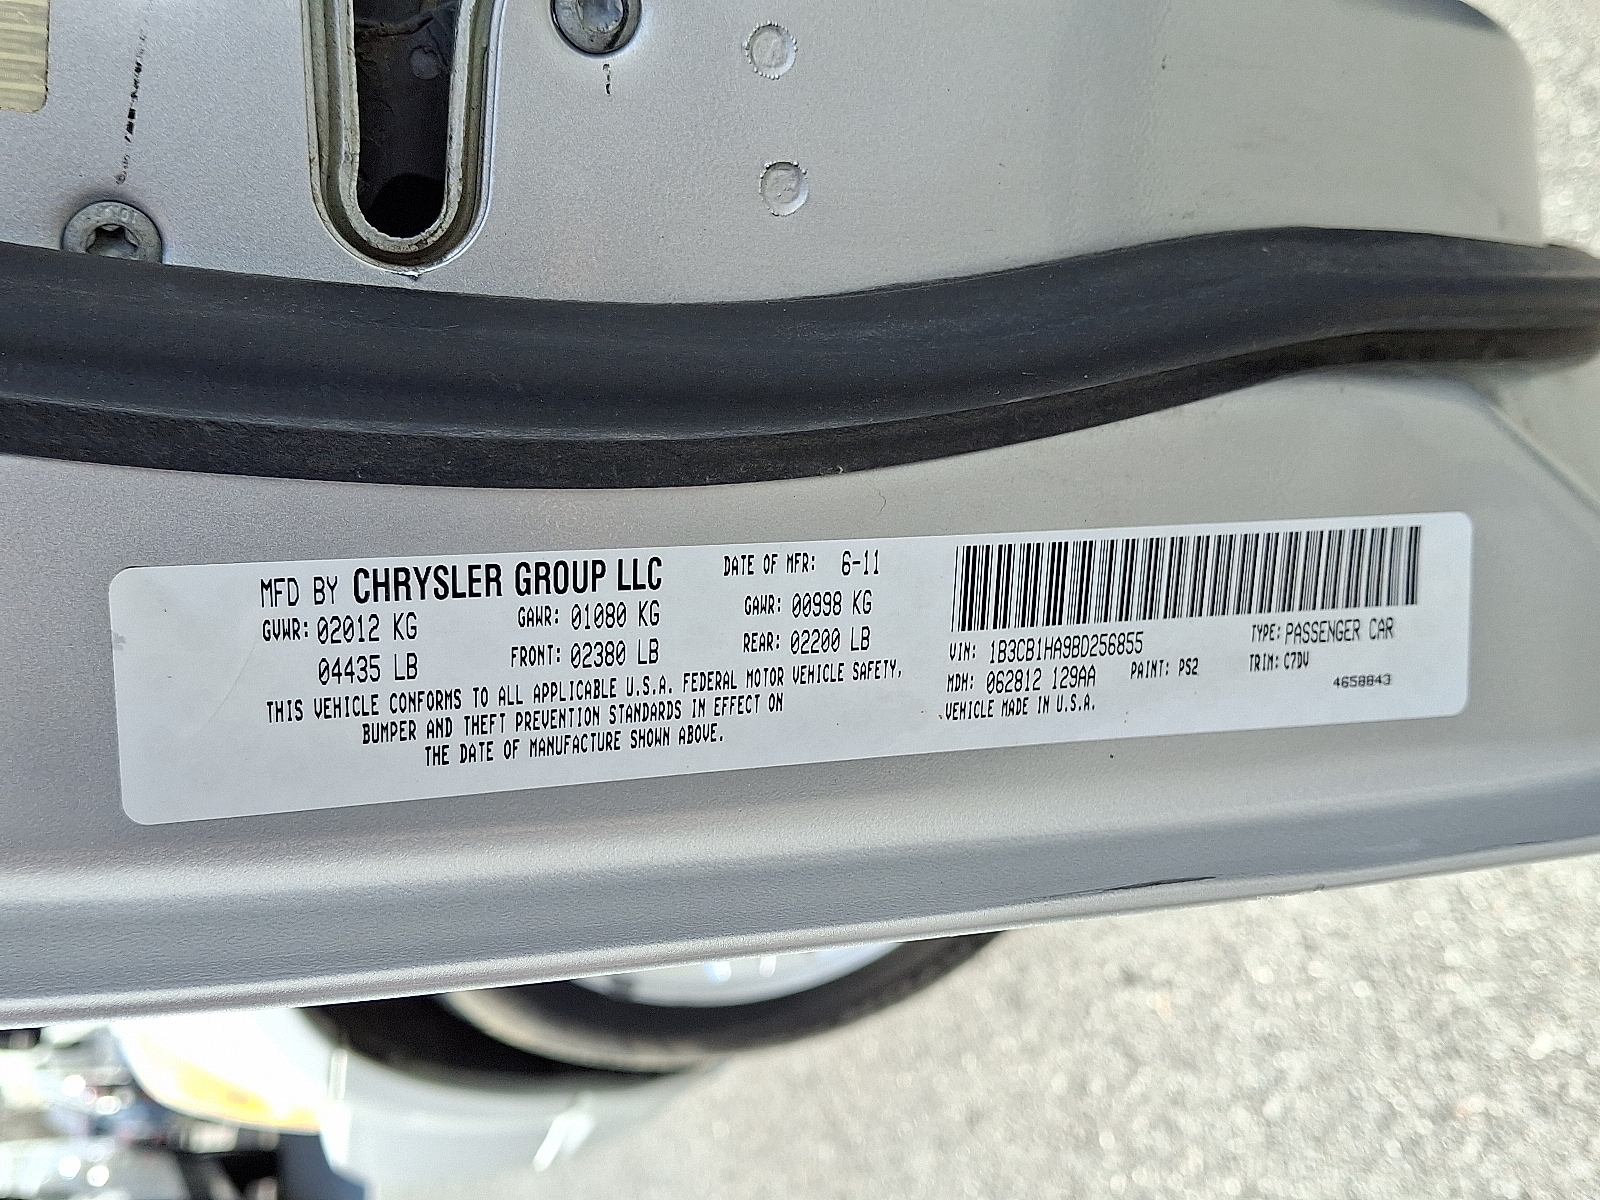 MFD BY CHRYSLER GROUP LLC
DATE OF MFR: 6-11
GVWR: 02012 KG
GAWR: 01080 KG
GAWR: 00998 KG
04435 LB
FRONT: 02380 LB
REAR: 02200 LB
THIS VEHICLE CONFORMS TO ALL APPLICABLE U.S.A. FEDERAL MOTOR VEHICLE SAFETY,
BUMPER AND THEFT PREVENTION STANDARDS IN EFFECT ON
THE DATE OF MANUFACTURE SHOWN ABOVE.
VIN: 1B3CB1HA9BD256855
TYPE: PASSENGER CAR
MDH: 062812 129AA
PAINT: PS2
TRIM: C7DV
VEHICLE MADE IN U.S.A.
4658843